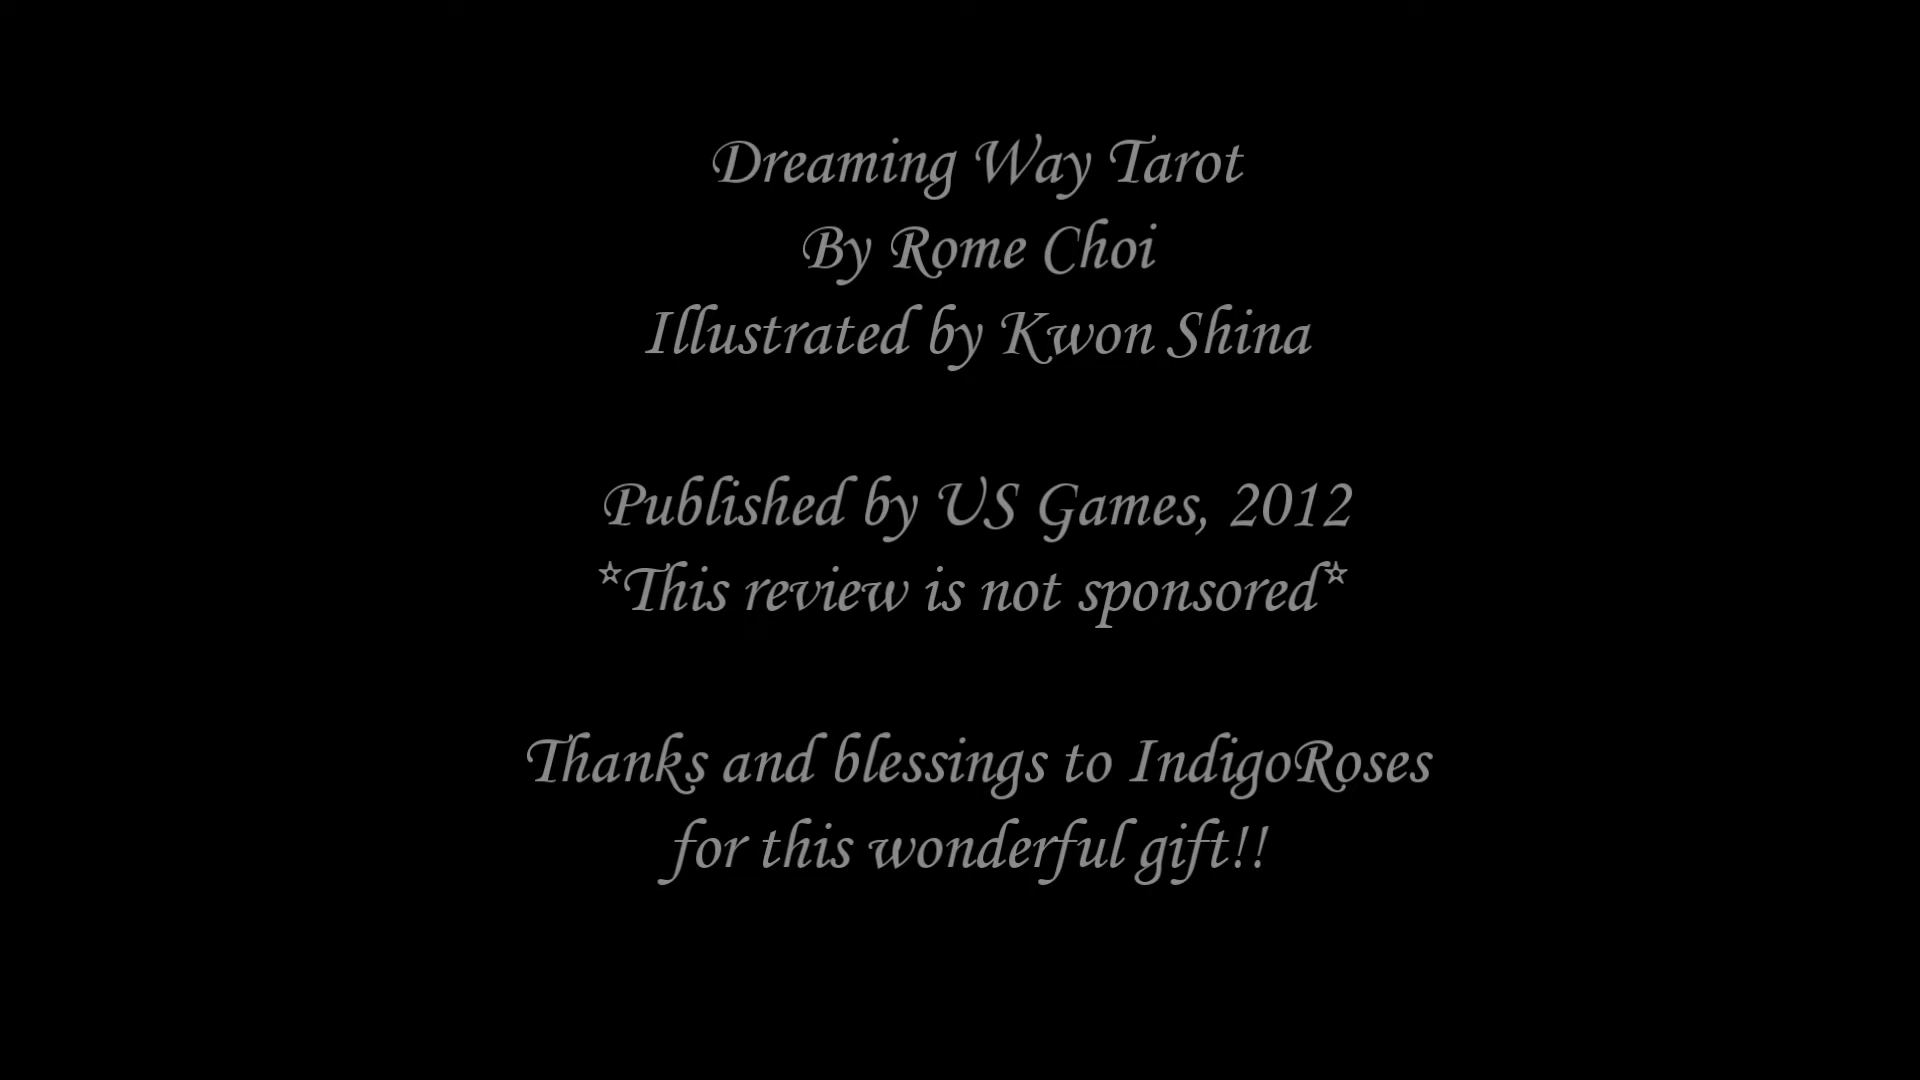 Dreaming Way Tarot
By Rome Choi
Illustrated by Kwon Shina
Published by US Games, 2012
*This review is not sponsored*
Thanks and blessings to IndigoRoses
for this wonderful gift!!